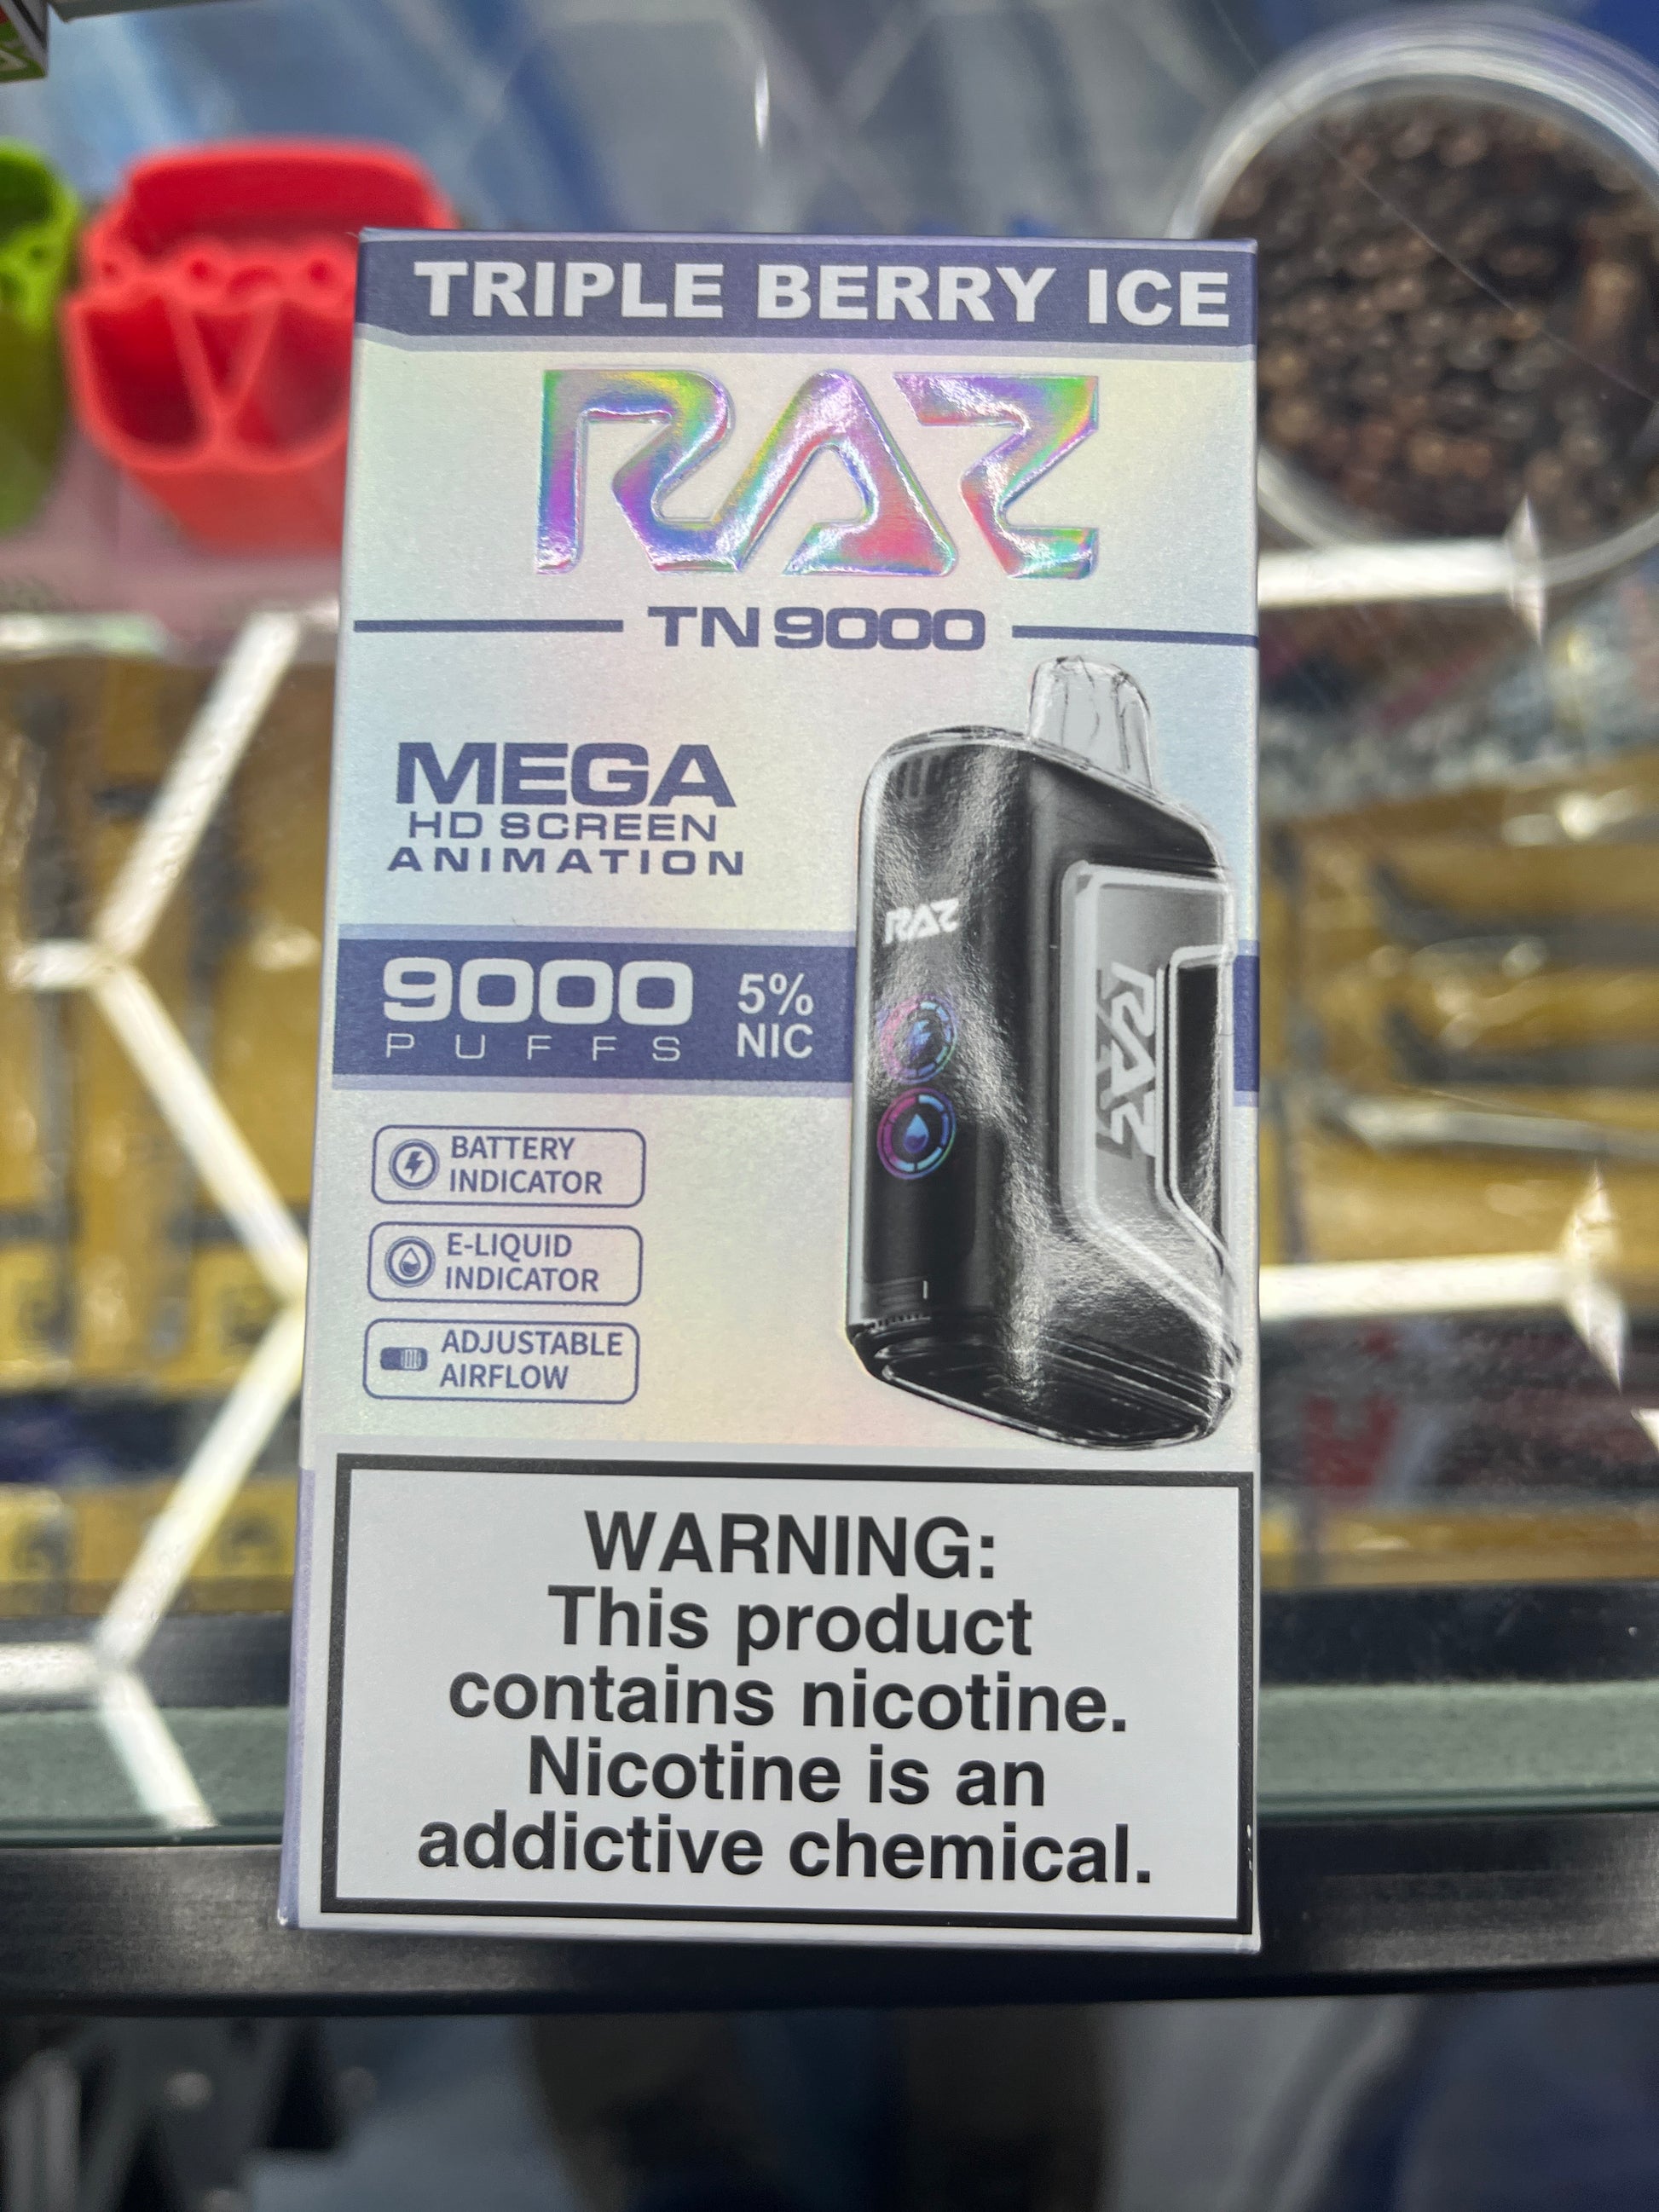 TRIPLE BERRY ICE
RAZ
TN 9000
MEGA
HD SCREEN
ANIMATION
9000
PUFFS
5%
NIC
RAZ
RAZ
BATTERY
INDICATOR
E-LIQUID
INDICATOR
ADJUSTABLE
AIRFLOW
WARNING:
This product
contains nicotine.
Nicotine is an
addictive chemical.